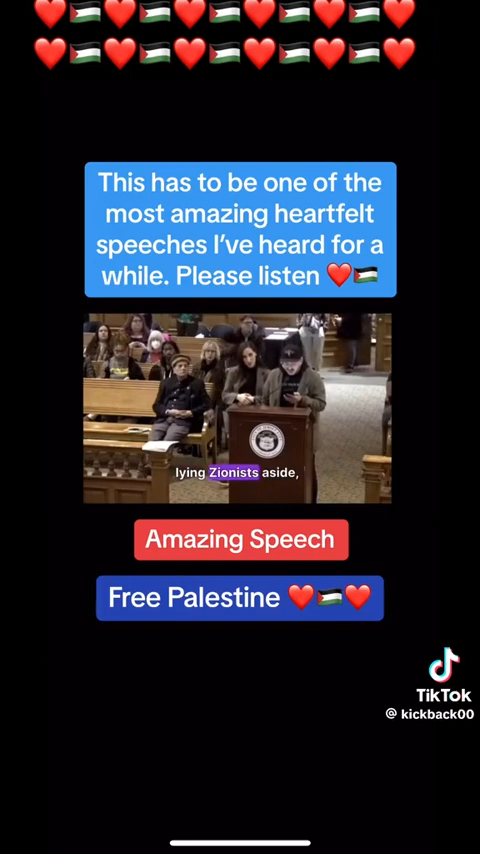 ❤️🇵🇸❤️🇵🇸❤️🇵🇸❤️🇵🇸❤️🇵🇸❤️
❤️🇵🇸❤️🇵🇸❤️🇵🇸❤️🇵🇸❤️🇵🇸❤️
This has to be one of the
most amazing heartfelt
speeches I’ve heard for a
while. Please listen ❤️🇵🇸
lying Zionists aside,
Amazing Speech
Free Palestine ❤️🇵🇸❤️
TikTok
@ kickback00